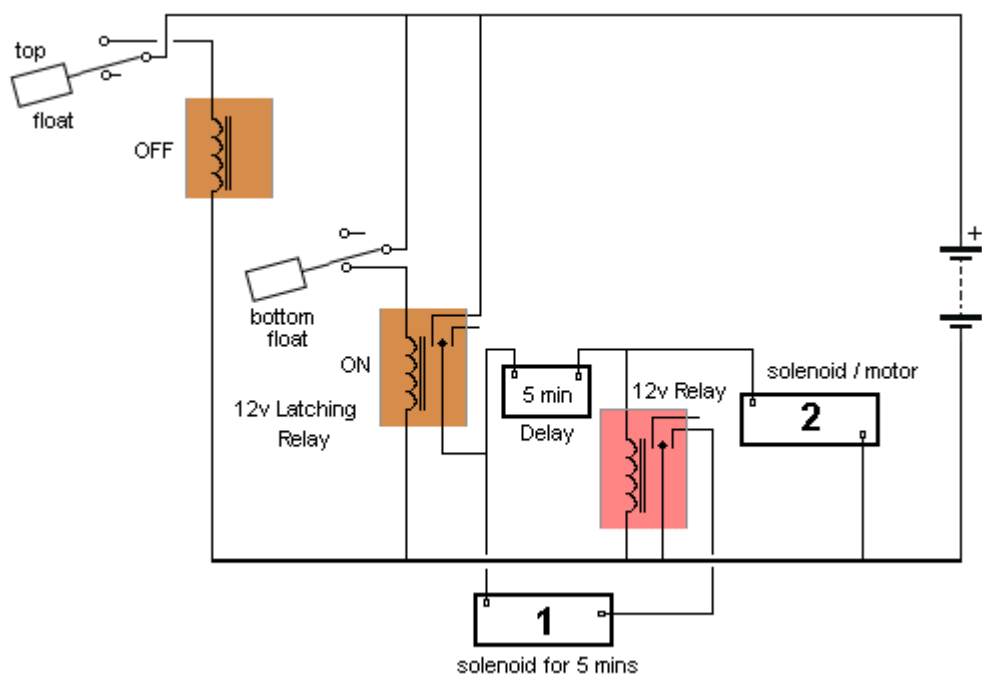 top
float
OFF
+
bottom
float
ON
12v Latching
Relay
5 min
Delay
12v Relay
solenoid / motor
2
1
solenoid for 5 mins